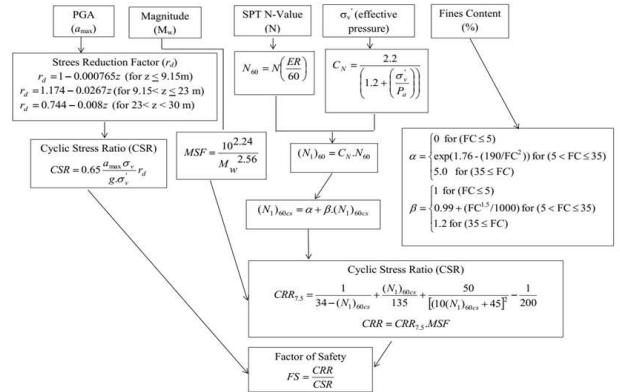 PGA
(a_max)
Magnitude
(M_w)
SPT N-Value
(N)
σ_v' (effective
pressure)
Fines Content
(%)
Strees Reduction Factor (r_d)
r_d = 1 − 0.000765z (for z ≤ 9.15m)
r_d = 1.174 − 0.0267z (for 9.15< z ≤ 23 m)
r_d = 0.744 − 0.008z (for 23< z < 30 m)
N_60 = N(ER/60)
C_N = 2.2/(1.2 + (σ_v'/P_a))
Cyclic Stress Ratio (CSR)
CSR = 0.65 a_max σ_v/g.σ_v' r_d
MSF = 10^2.24/M_w^2.56
(N_1)_60 = C_N.N_60
α = {0 for (FC ≤ 5)
exp(1.76 - (190/FC^2)) for (5 < FC ≤ 35)
5.0 for (35 ≤ FC)
β = {1 for (FC ≤ 5)
0.99 + (FC^1.5/1000) for (5 < FC ≤ 35)
1.2 for (35 ≤ FC)
(N_1)_60cs = α + β.(N_1)_60cs
Cyclic Stress Ratio (CSR)
CRR_7.5 = 1/34 − (N_1)_60cs + (N_1)_60cs/135 + 50/[(10(N_1)_60cs + 45]^2 − 1/200
CRR = CRR_7.5.MSF
Factor of Safety
FS = CRR/CSR